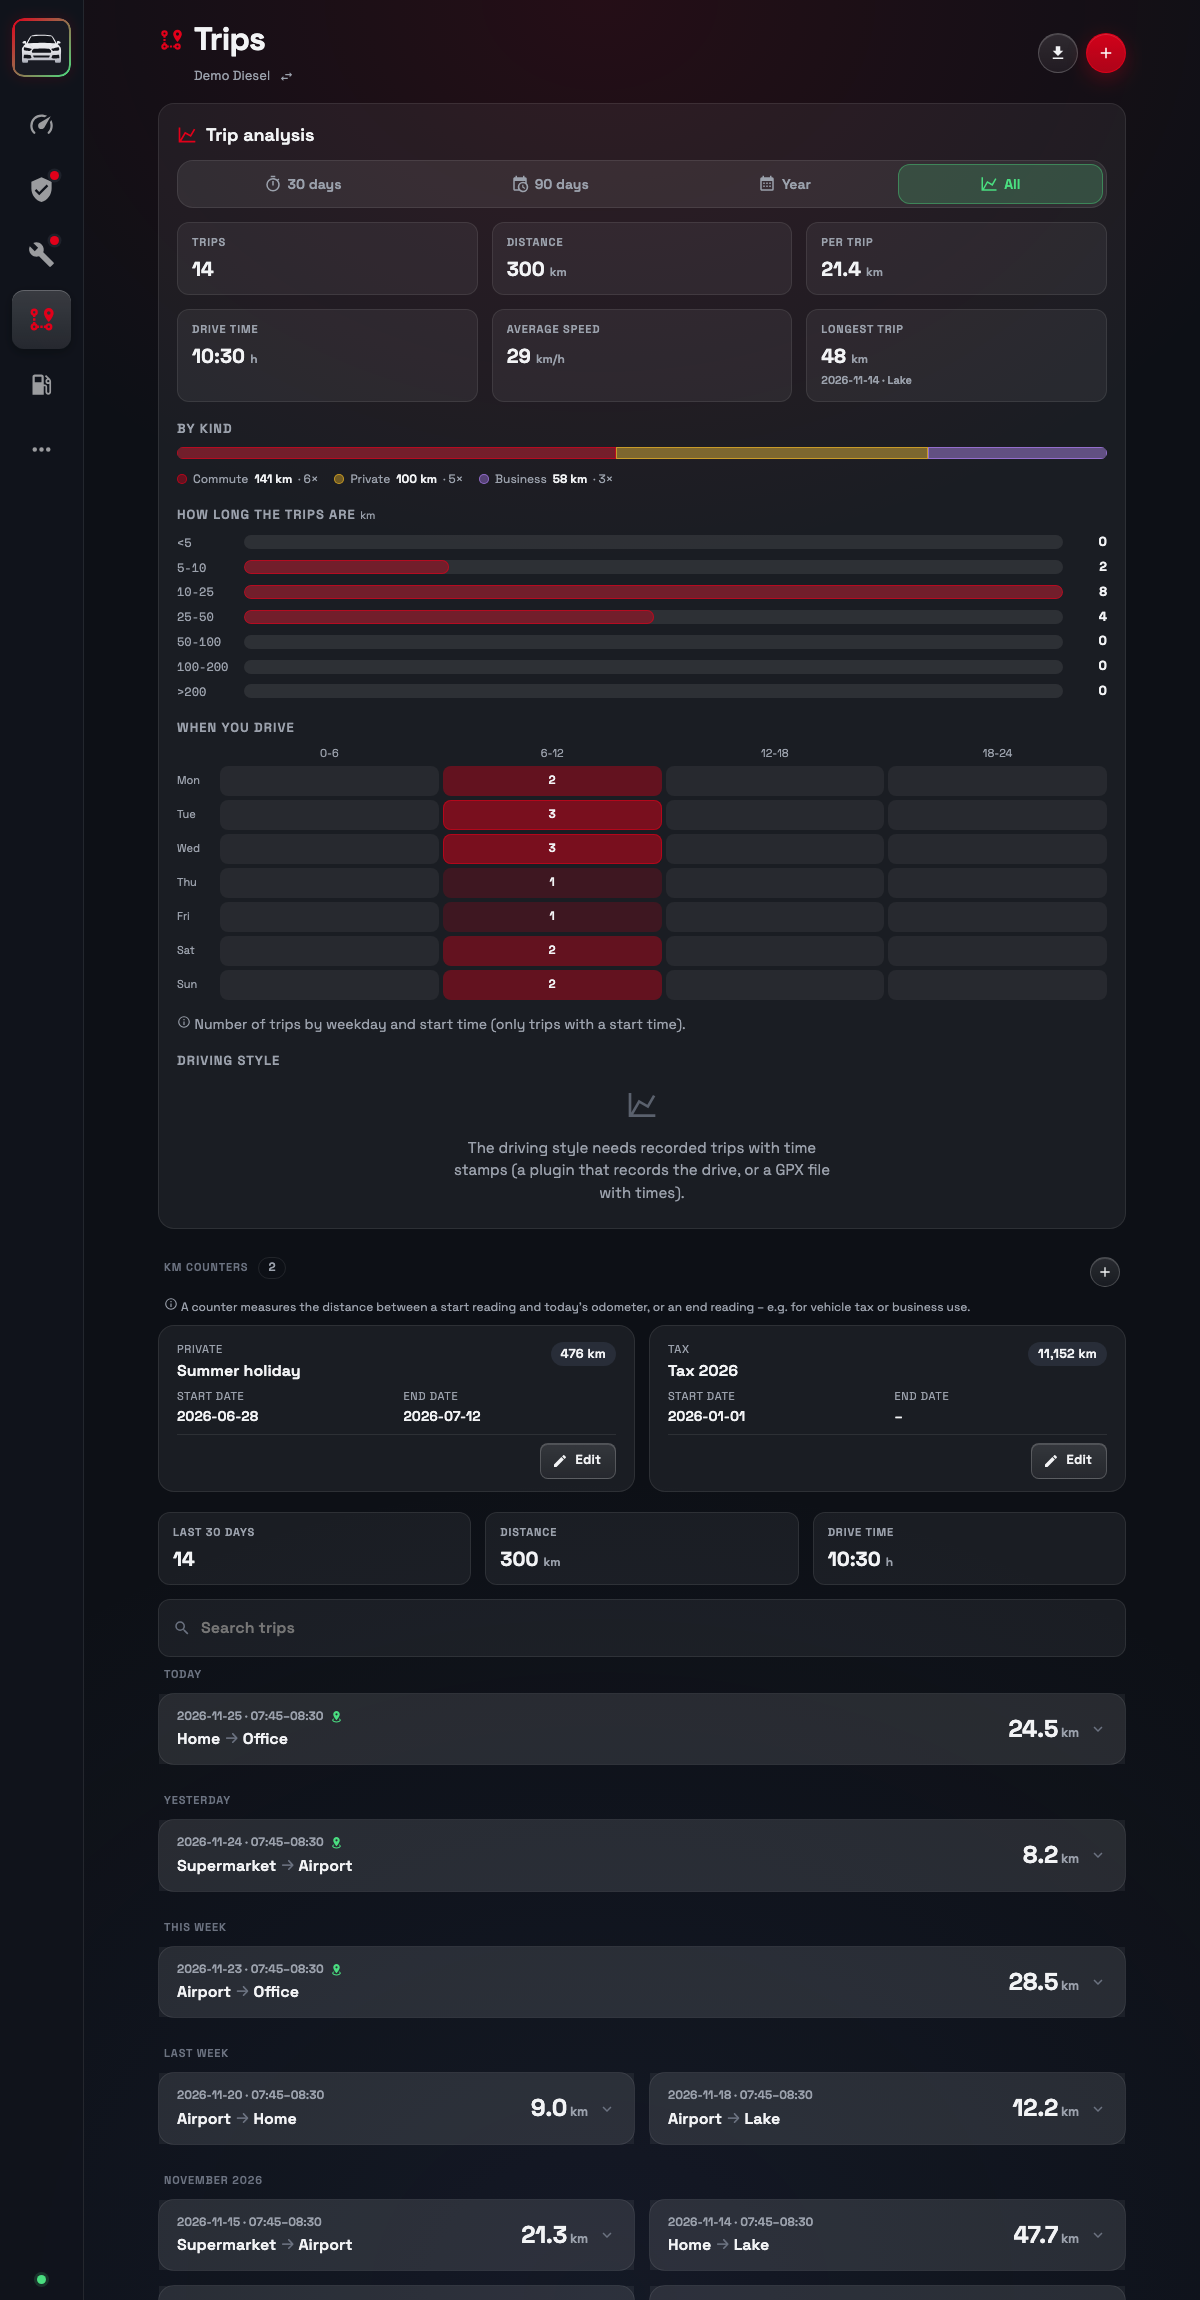 Trips
Demo Diesel
Trip analysis
30 days
90 days
Year
All
TRIPS
14
DISTANCE
300 km
PER TRIP
21.4 km
DRIVE TIME
10:30 h
AVERAGE SPEED
29 km/h
LONGEST TRIP
48 km
2026-11-14 · Lake
BY KIND
Commute 141 km · 6× Private 100 km · 5× Business 58 km · 3×
HOW LONG THE TRIPS ARE km
<5 0
5-10 2
10-25 8
25-50 4
50-100 0
100-200 0
>200 0
WHEN YOU DRIVE
0-6 6-12 12-18 18-24
Mon 2
Tue 3
Wed 3
Thu 1
Fri 1
Sat 2
Sun 2
Number of trips by weekday and start time (only trips with a start time).
DRIVING STYLE
The driving style needs recorded trips with time
stamps (a plugin that records the drive, or a GPX file
with times).
KM COUNTERS 2
A counter measures the distance between a start reading and today's odometer, or an end reading – e.g. for vehicle tax or business use.
PRIVATE
Summer holiday
476 km
START DATE
2026-06-28
END DATE
2026-07-12
Edit
TAX
Tax 2026
11,152 km
START DATE
2026-01-01
END DATE
–
Edit
LAST 30 DAYS
14
DISTANCE
300 km
DRIVE TIME
10:30 h
Search trips
TODAY
2026-11-25 · 07:45–08:30
Home → Office
24.5 km
YESTERDAY
2026-11-24 · 07:45–08:30
Supermarket → Airport
8.2 km
THIS WEEK
2026-11-23 · 07:45–08:30
Airport → Office
28.5 km
LAST WEEK
2026-11-20 · 07:45–08:30
Airport → Home
9.0 km
2026-11-18 · 07:45–08:30
Airport → Lake
12.2 km
NOVEMBER 2026
2026-11-15 · 07:45–08:30
Supermarket → Airport
21.3 km
2026-11-14 · 07:45–08:30
Home → Lake
47.7 km